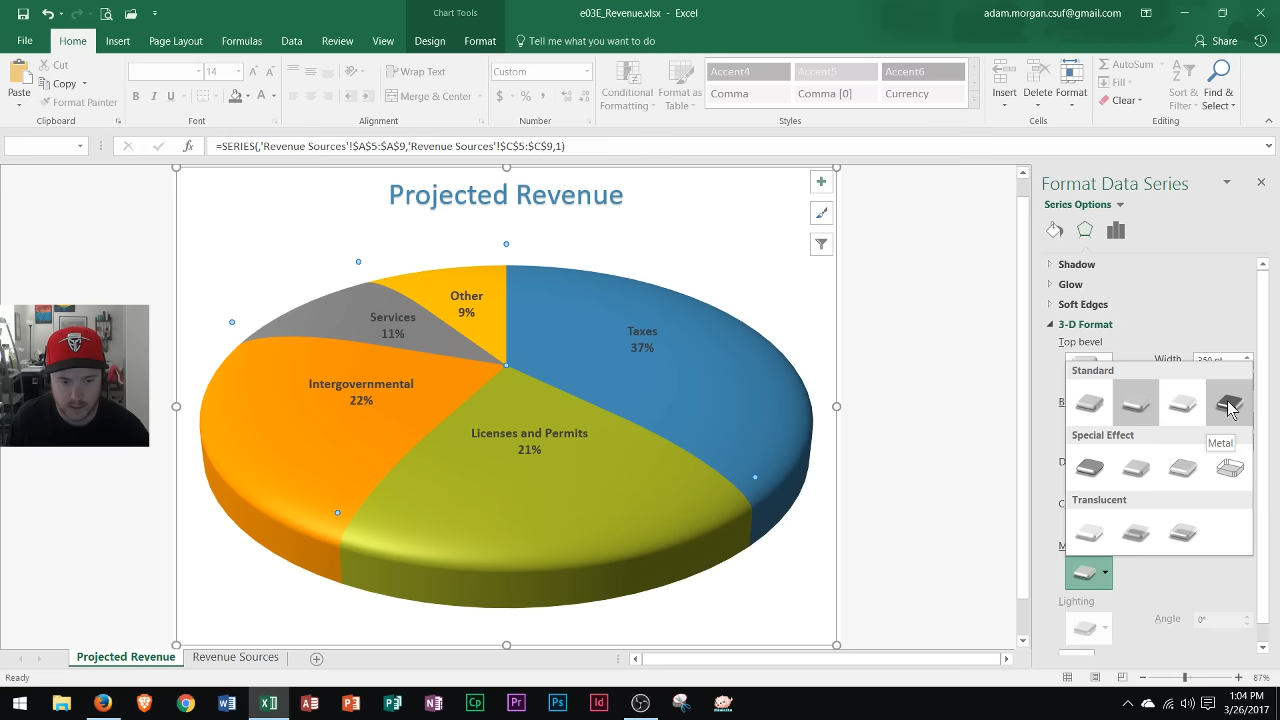 Chart Tools
e03E_Revenue.xlsx - Excel
adam.morgan.csuf@gmail.com
File Home Insert Page Layout Formulas Data Review View Design Format Tell me what you want to do Share
Paste
Cut
Copy
Format Painter
Clipboard
14
B I U
Font
Wrap Text
Merge & Center
Alignment
Custom
$ % ,
Number
Conditional Formatting
Format as Table
Accent4 Accent5 Accent6
Comma Comma [0] Currency
Styles
Insert Delete Format
Cells
AutoSum
Fill
Clear
Sort & Filter
Find & Select
Editing
fx =SERIES(,'Revenue Sources'!$A$5:$A$9,'Revenue Sources'!$C$5:$C$9,1)
Projected Revenue
Other
9%
Services
11%
Taxes
37%
Intergovernmental
22%
Licenses and Permits
21%
Format Data Series
Series Options
Shadow
Glow
Soft Edges
3-D Format
Top bevel
Width
Standard
Metal
Special Effect
Translucent
Lighting
Angle 0°
Projected Revenue Revenue Sources
Ready
87%
1:04 PM
3/26/2017